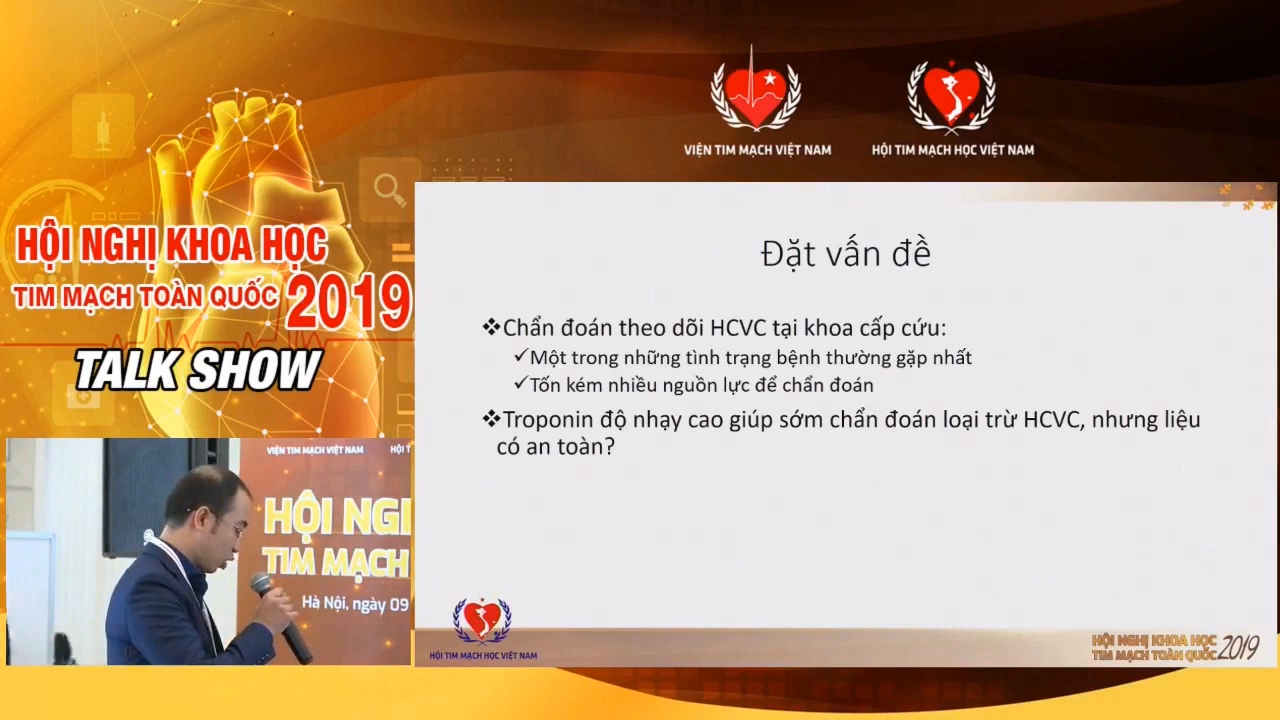 VIỆN TIM MẠCH VIỆT NAM
HỘI TIM MẠCH HỌC VIỆT NAM
HỘI NGHỊ KHOA HỌC
TIM MẠCH TOÀN QUỐC 2019
TALK SHOW
Đặt vấn đề
❖Chẩn đoán theo dõi HCVC tại khoa cấp cứu:
✓Một trong những tình trạng bệnh thường gặp nhất
✓Tốn kém nhiều nguồn lực để chẩn đoán
❖Troponin độ nhạy cao giúp sớm chẩn đoán loại trừ HCVC, nhưng liệu
có an toàn?
VIỆN TIM MẠCH VIỆT NAM
HỘI T
HỘI NGH
TIM MẠCH
Hà Nội, ngày 09
HỘI TIM MẠCH HỌC VIỆT NAM
HỘI NGHỊ KHOA HỌC
TIM MẠCH TOÀN QUỐC 2019